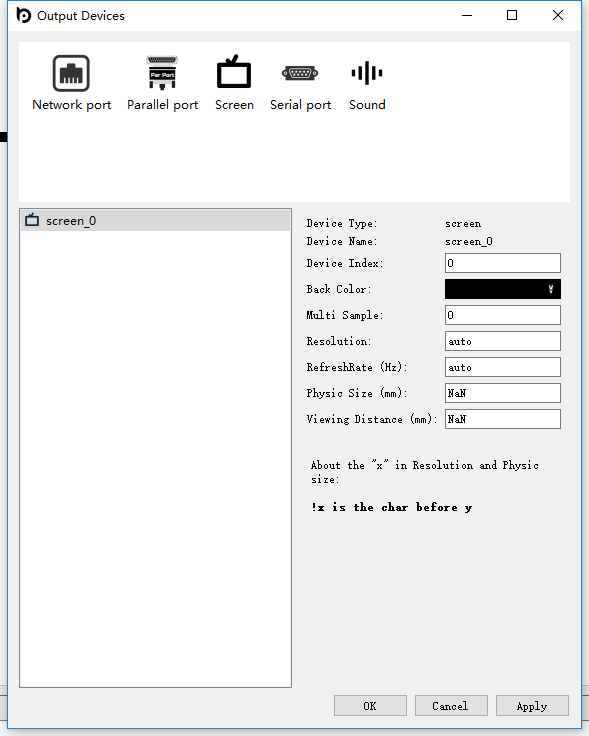 Output Devices
Par Port
Network port
Parallel port
Screen
Serial port
Sound
screen_0
Device Type: screen
Device Name: screen_0
Device Index: 0
Back Color:
Multi Sample: 0
Resolution: auto
RefreshRate (Hz): auto
Physic Size (mm): NaN
Viewing Distance (mm): NaN
About the "x" in Resolution and Physic
size:
!x is the char before y
OK
Cancel
Apply